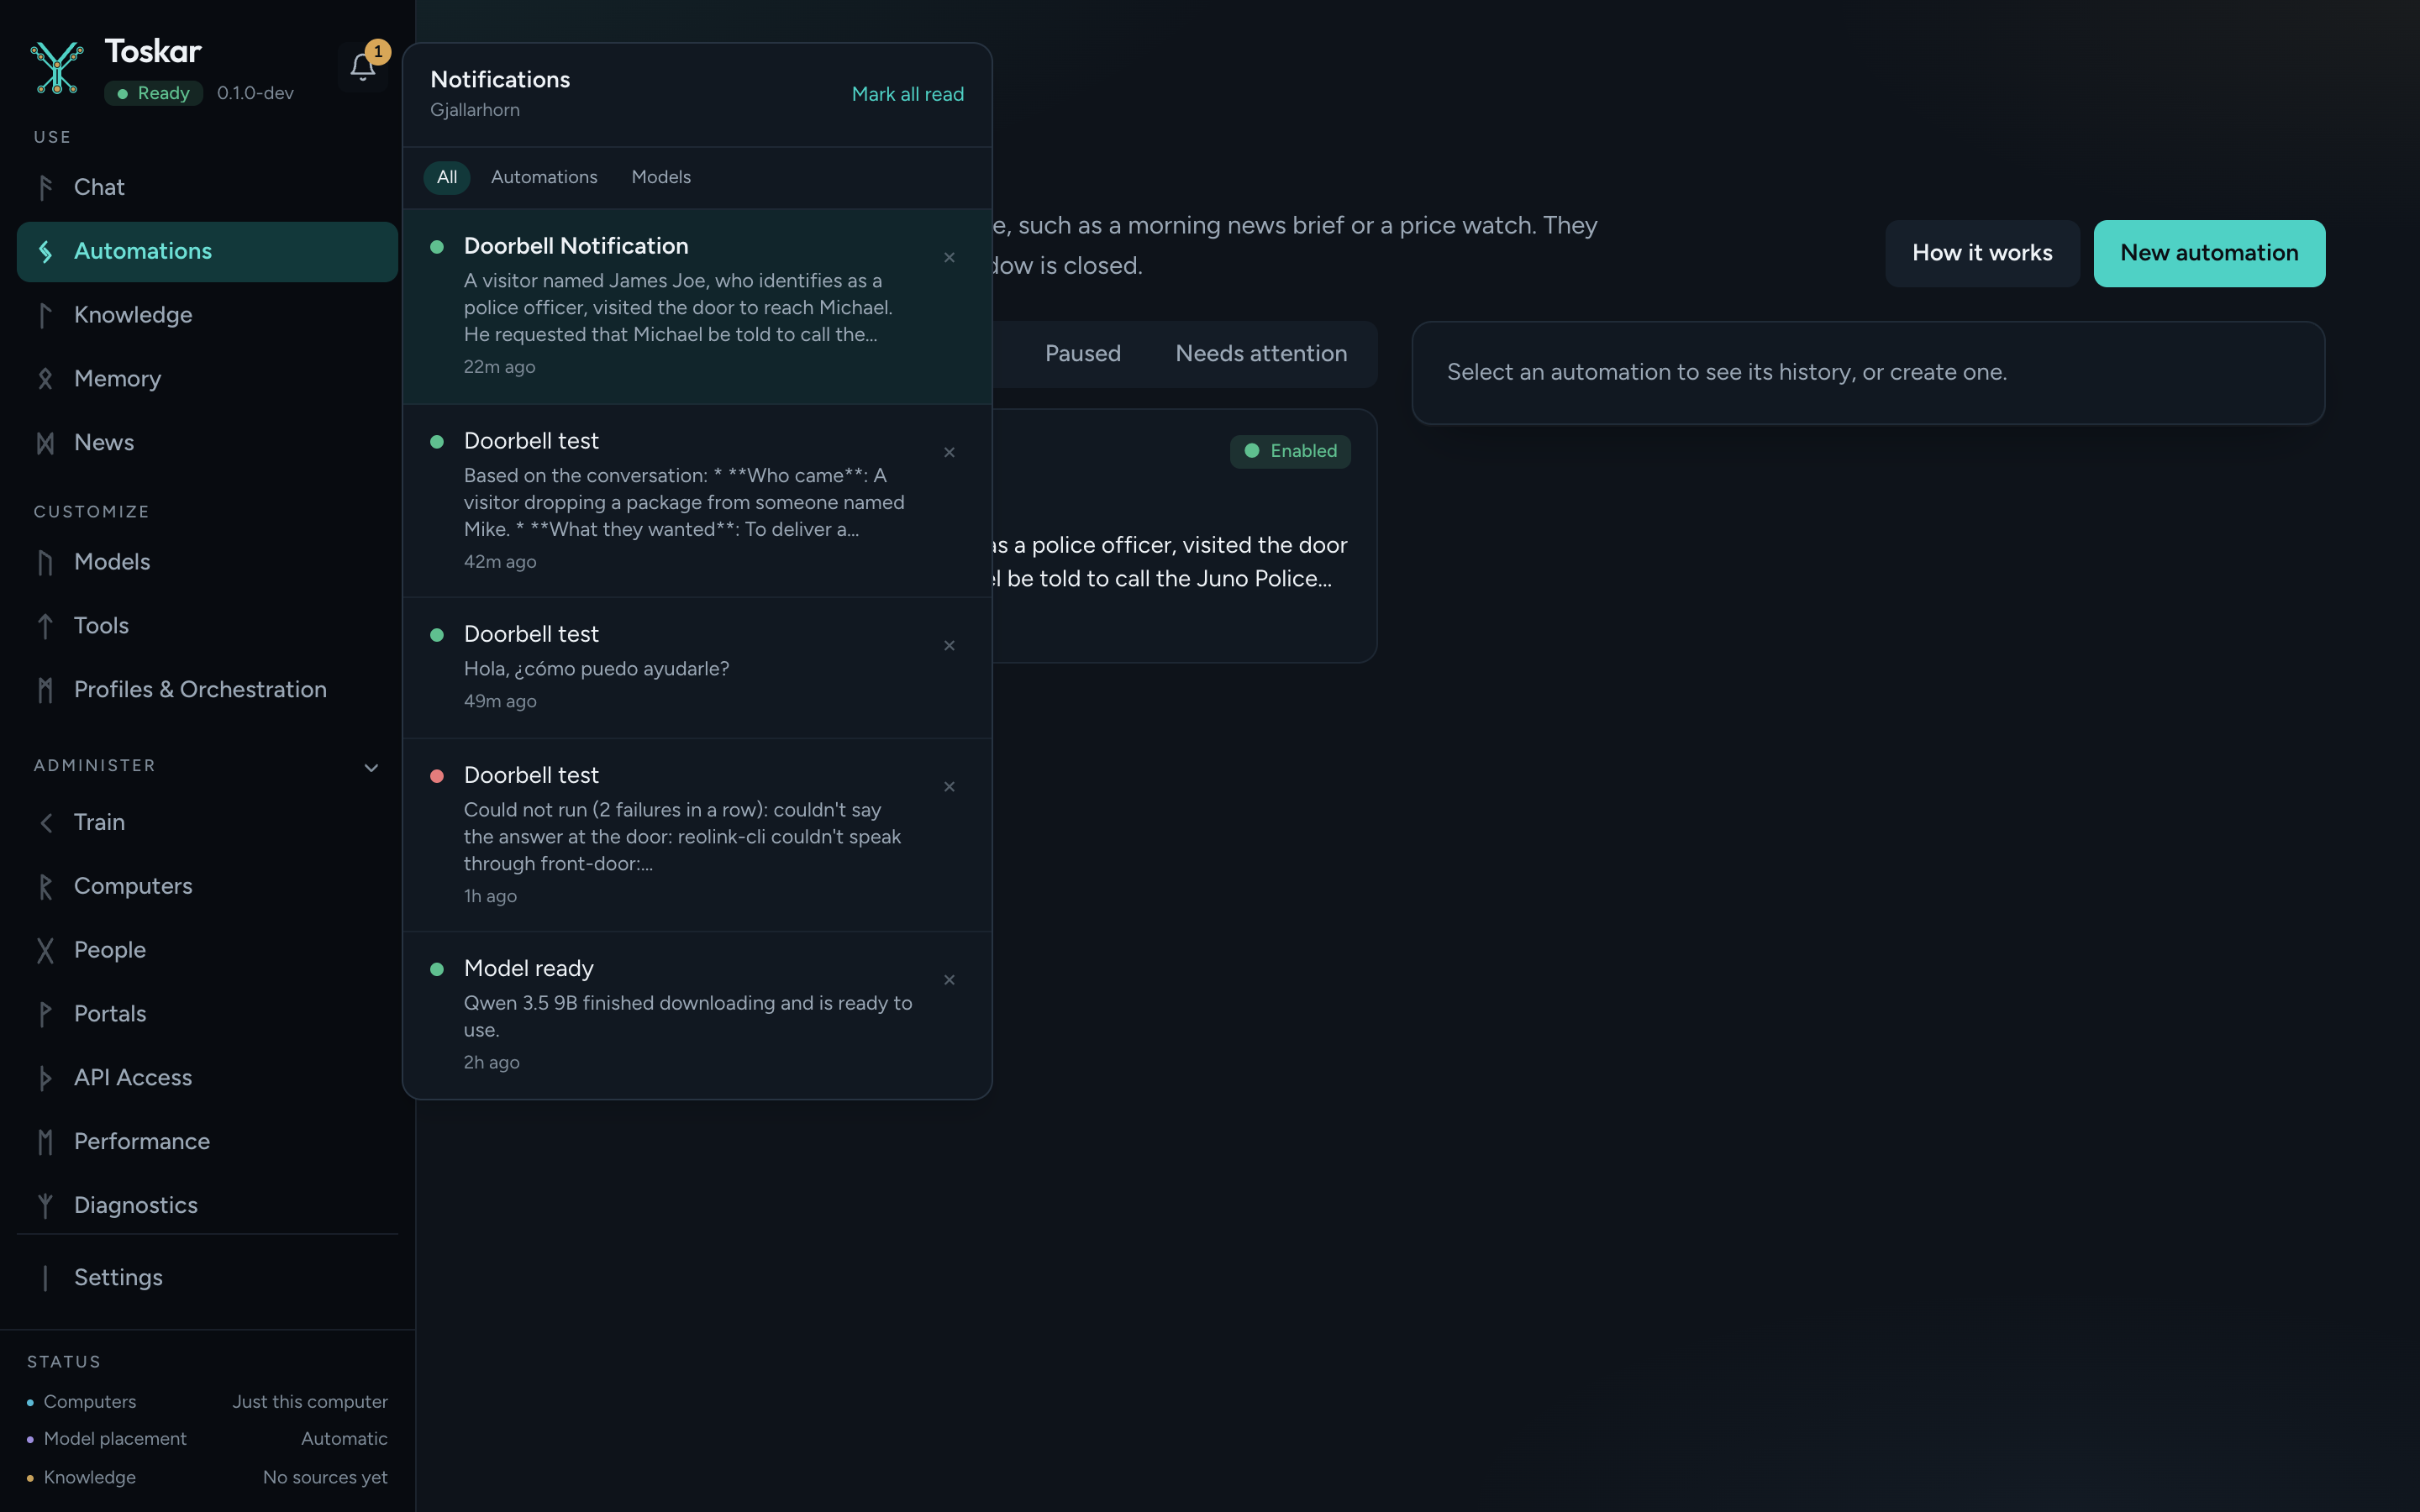 Toskar
1
Ready 0.1.0-dev
USE
Chat
Automations
Knowledge
Memory
News
CUSTOMIZE
Models
Tools
Profiles & Orchestration
ADMINISTER
Train
Computers
People
Portals
API Access
Performance
Diagnostics
Settings
STATUS
Computers Just this computer
Model placement Automatic
Knowledge No sources yet
Notifications
Gjallarhorn
Mark all read
All Automations Models
Doorbell Notification
A visitor named James Joe, who identifies as a
police officer, visited the door to reach Michael.
He requested that Michael be told to call the...
22m ago
Doorbell test
Based on the conversation: * **Who came**: A
visitor dropping a package from someone named
Mike. * **What they wanted**: To deliver a...
42m ago
Doorbell test
Hola, ¿cómo puedo ayudarle?
49m ago
Doorbell test
Could not run (2 failures in a row): couldn't say
the answer at the door: reolink-cli couldn't speak
through front-door:...
1h ago
Model ready
Qwen 3.5 9B finished downloading and is ready to
use.
2h ago
such as a morning news brief or a price watch. They
is closed.
How it works
New automation
Paused Needs attention
Enabled
as a police officer, visited the door
be told to call the Juno Police...
Select an automation to see its history, or create one.